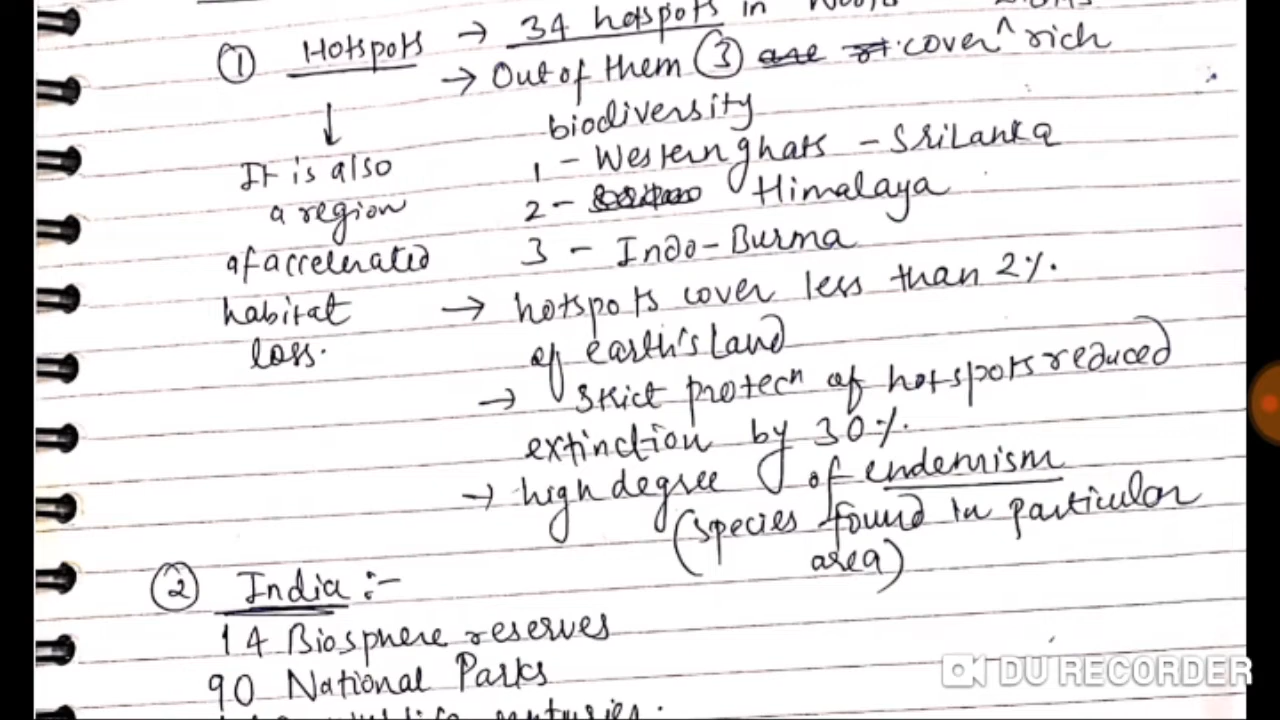 ① Hotspots → 34 hotspots in
→ Out of them ③ are cover ^ rich
biodiversity
↓
It is also
a region
of accelerated
habitat
loss.
1 - Western ghats - SriLanka
2 - Himalaya
3 - Indo-Burma
→ hotspots cover less than 2%.
of earth's Land
→ Strict protecn of hotspots reduced
extinction by 30%.
→ high degree of endemism
(species found in particular
area)
② India :-
14 Biosphere reserves
90 National Parks
DU RECORDER